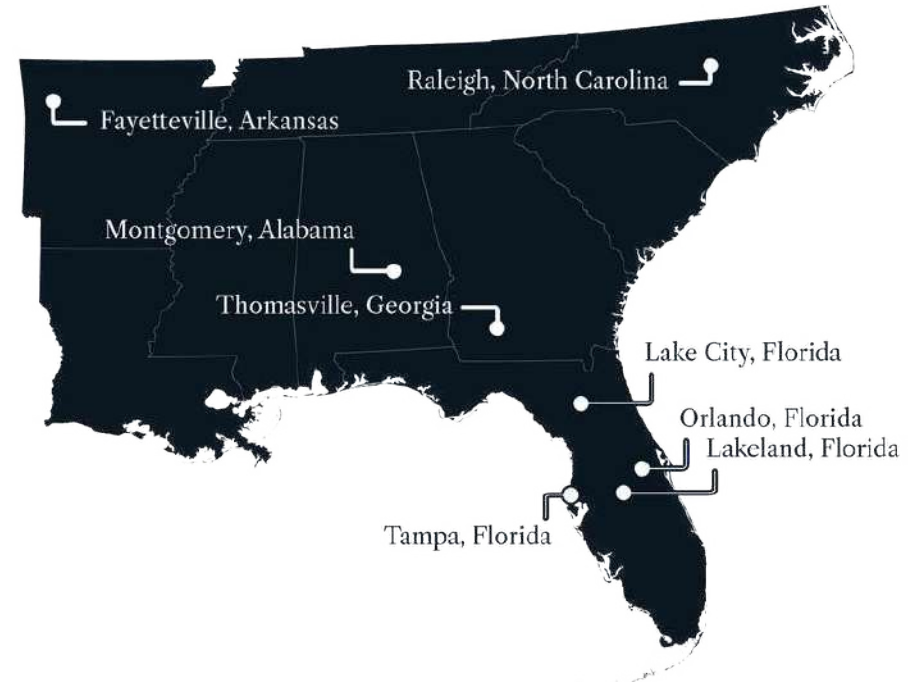 Raleigh, North Carolina
Fayetteville, Arkansas
Montgomery, Alabama
Thomasville, Georgia
Lake City, Florida
Orlando, Florida
Lakeland, Florida
Tampa, Florida